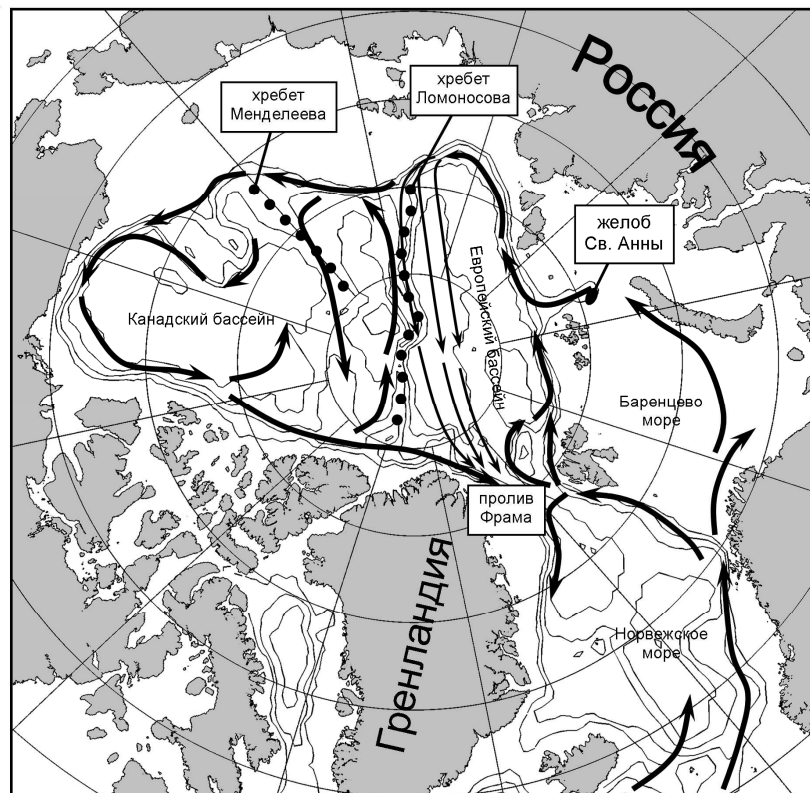 хребет
Менделеева
хребет
Ломоносова
Россия
желоб
Св. Анны
Европейский бассейн
Канадский бассейн
Баренцево
море
пролив
Фрама
Гренландия
Норвежское
море